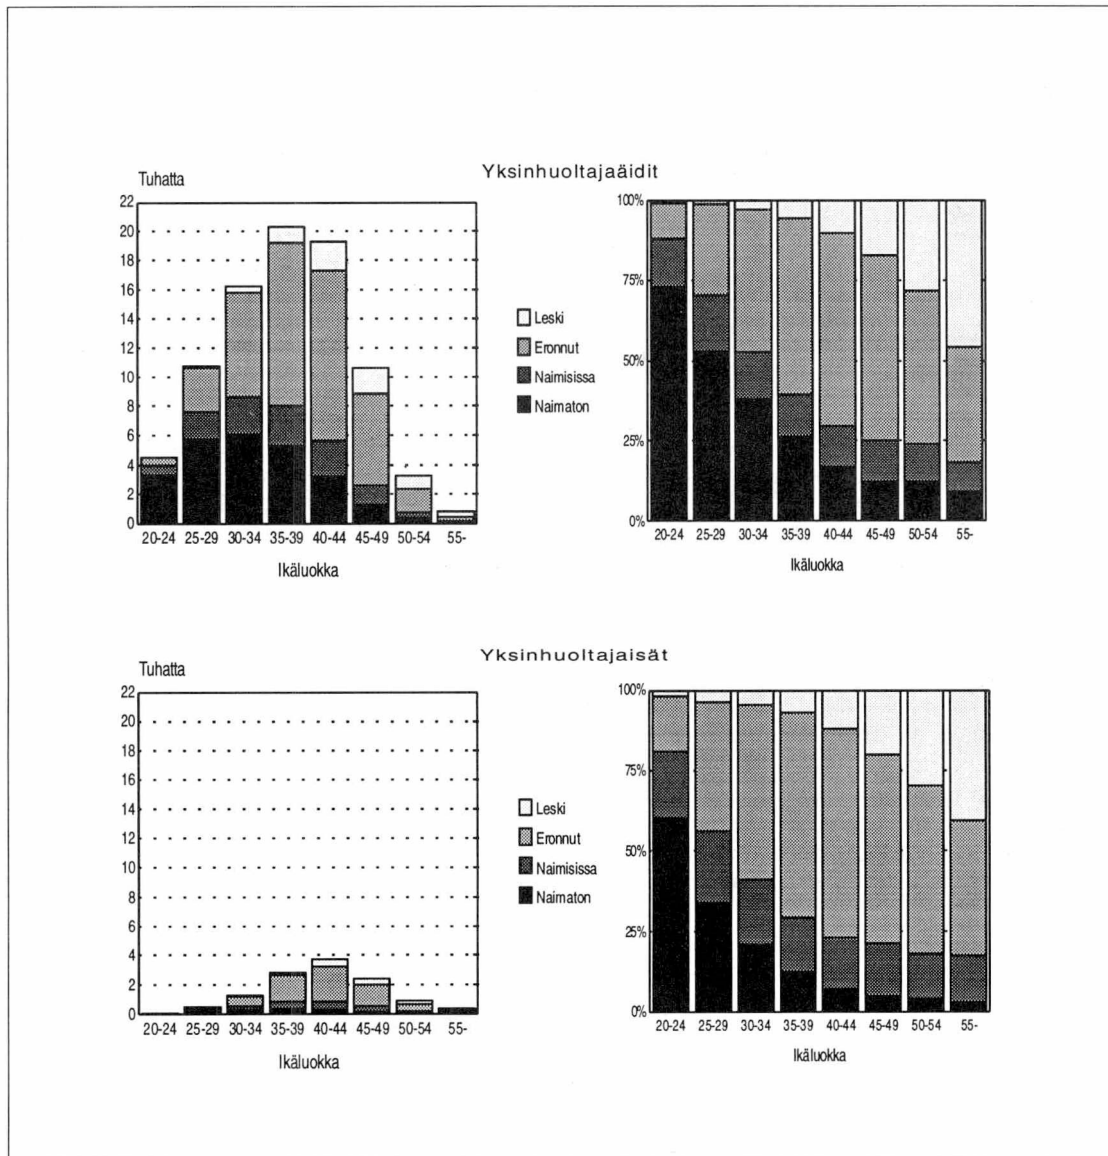 Yksinhuoltajaäidit
Tuhatta
22
20
18
16
14
12
10
8
6
4
2
0
20-24 25-29 30-34 35-39 40-44 45-49 50-54 55-
Ikäluokka
Leski
Eronnut
Naimisissa
Naimaton
100%
75%
50%
25%
0%
20-24 25-29 30-34 35-39 40-44 45-49 50-54 55-
Ikäluokka
Yksinhuoltajaisät
Tuhatta
22
20
18
16
14
12
10
8
6
4
2
0
20-24 25-29 30-34 35-39 40-44 45-49 50-54 55-
Ikäluokka
Leski
Eronnut
Naimisissa
Naimaton
100%
75%
50%
25%
0%
20-24 25-29 30-34 35-39 40-44 45-49 50-54 55-
Ikäluokka